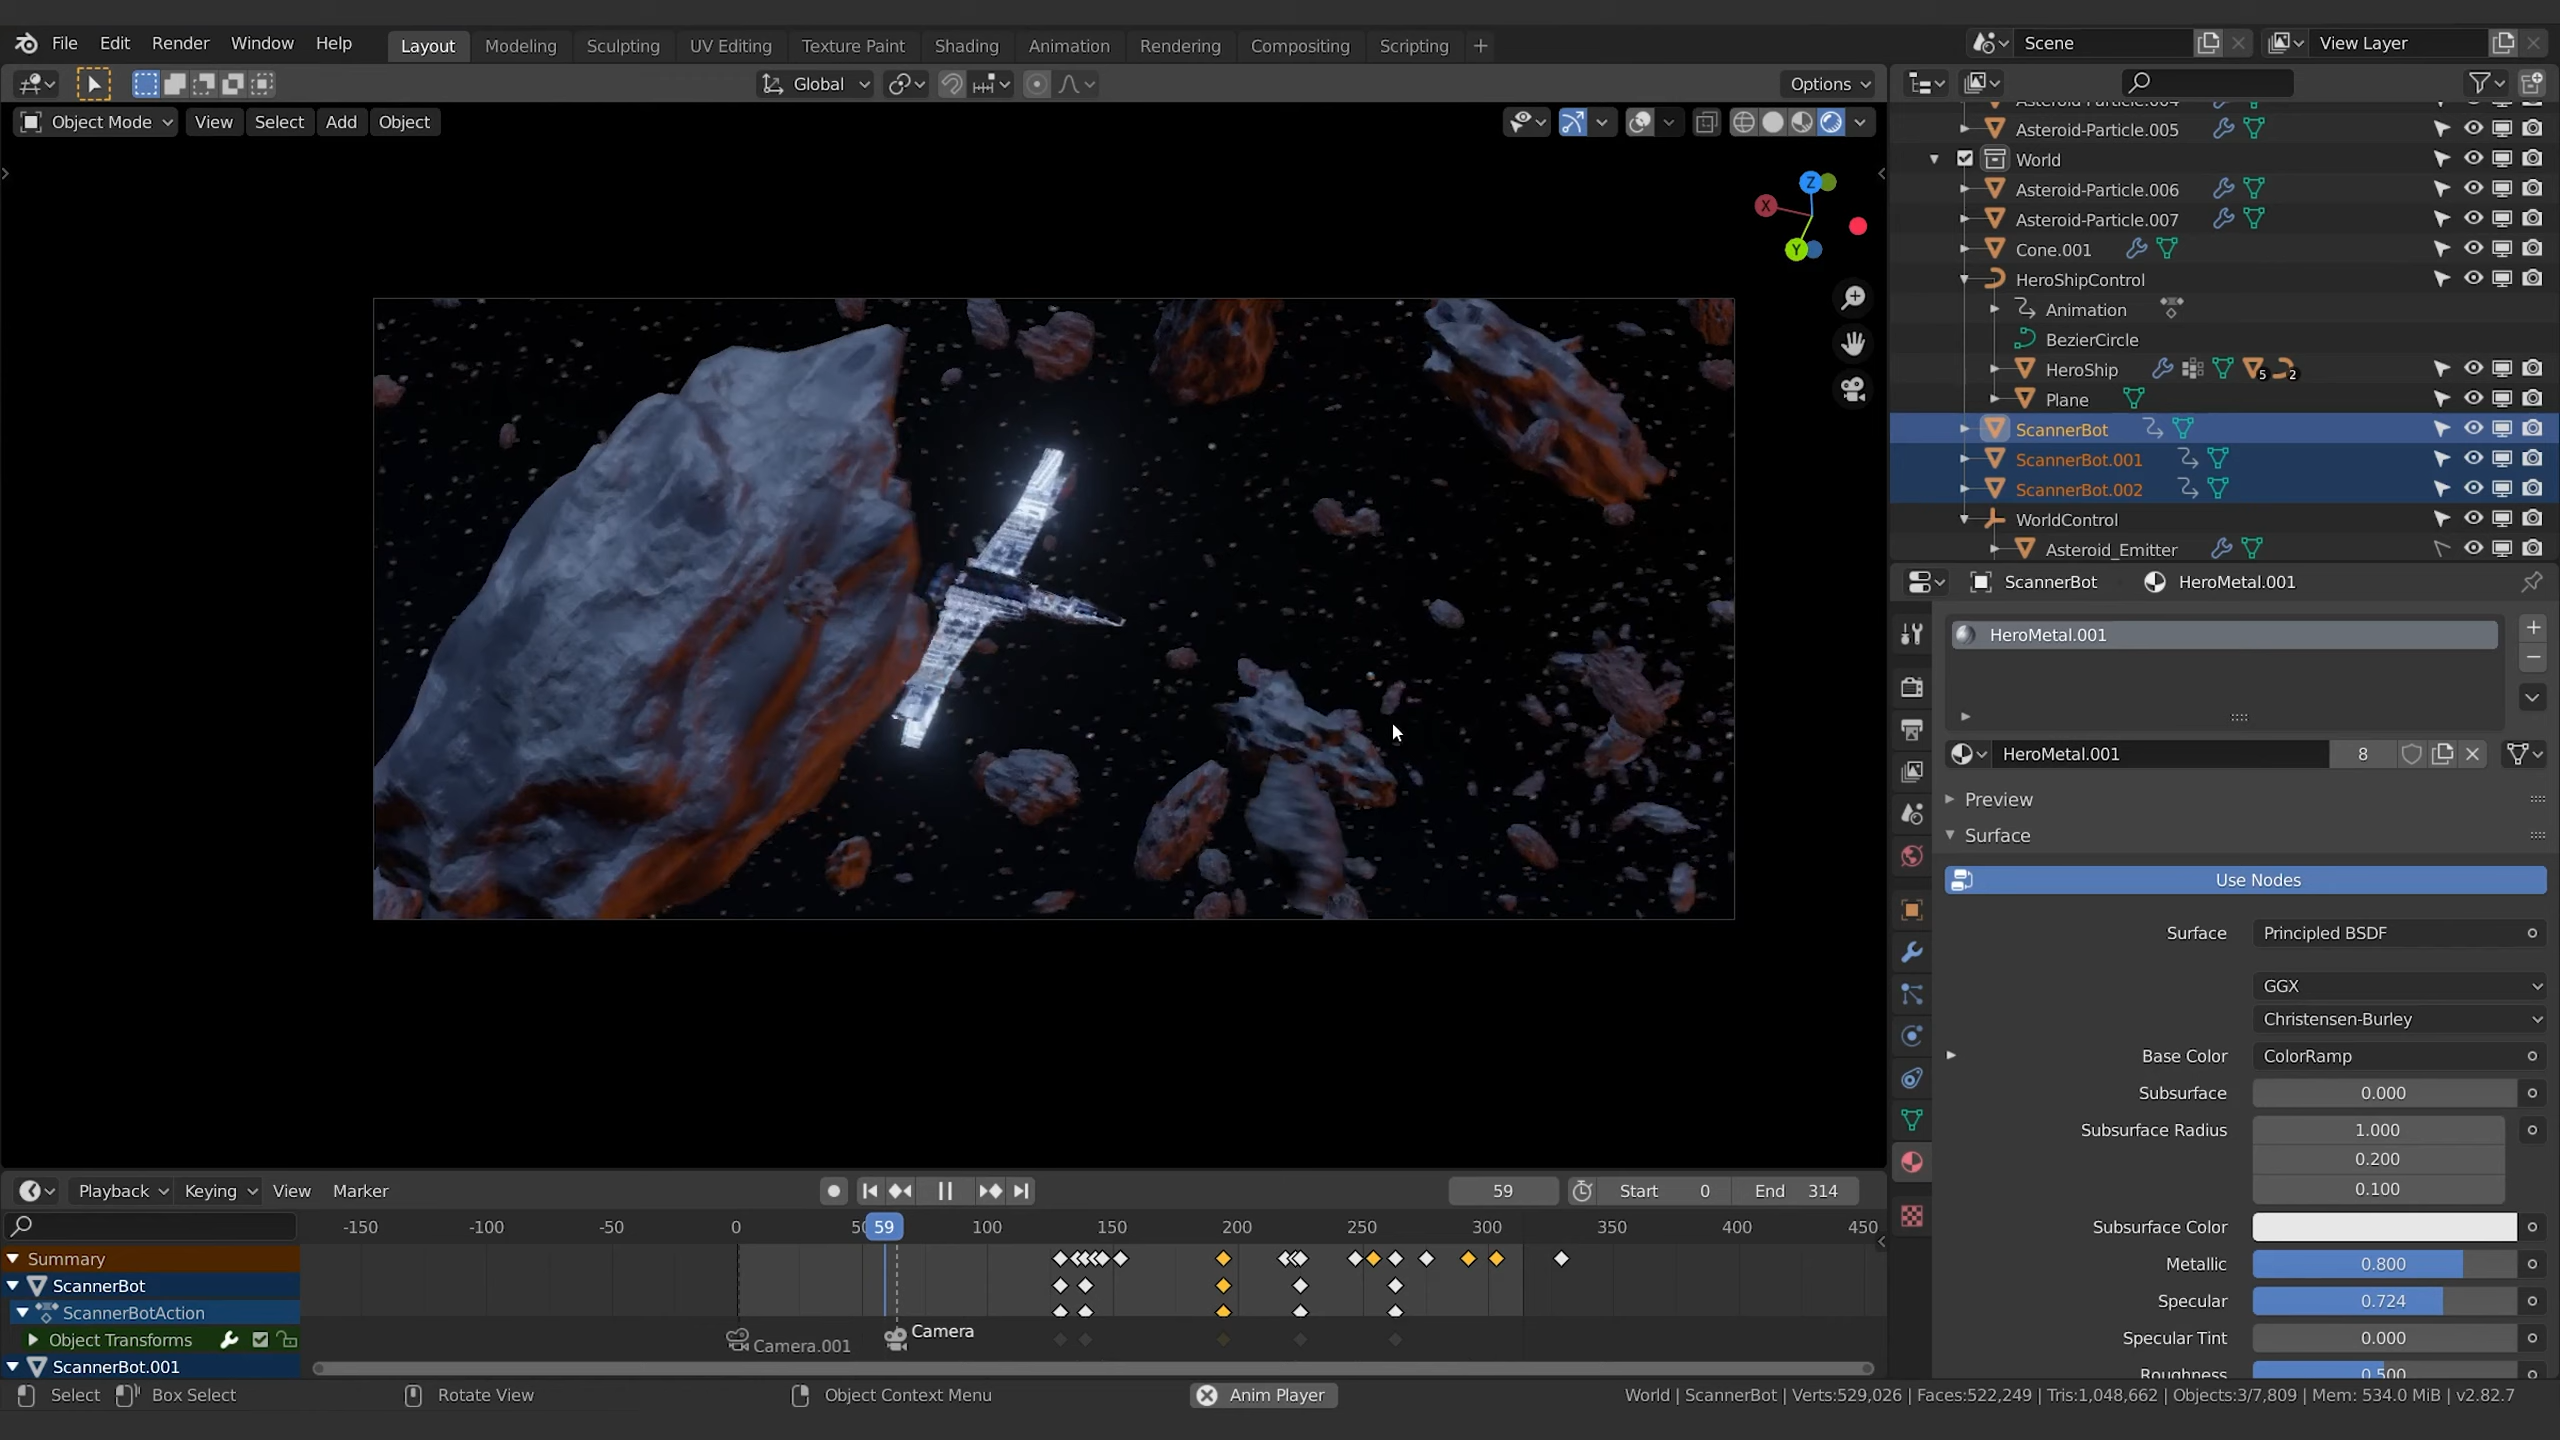 File Edit Render Window Help Layout Modeling Sculpting UV Editing Texture Paint Shading Animation Rendering Compositing Scripting + Scene View Layer
Global Options
Object Mode View Select Add Object
Asteroid-Particle.004
Asteroid-Particle.005
World
Asteroid-Particle.006
Asteroid-Particle.007
Cone.001
HeroShipControl
Animation
BezierCircle
HeroShip 5 2
Plane
ScannerBot
ScannerBot.001
ScannerBot.002
WorldControl
Asteroid_Emitter
Z
X
Y
ScannerBot HeroMetal.001
HeroMetal.001
HeroMetal.001 8
Preview
Surface
Use Nodes
Surface Principled BSDF
GGX
Christensen-Burley
Base Color ColorRamp
Subsurface 0.000
Subsurface Radius 1.000
0.200
0.100
Subsurface Color
Metallic 0.800
Specular 0.724
Specular Tint 0.000
Roughness 0.500
Playback Keying View Marker 59 Start 0 End 314
-150 -100 -50 0 59 100 150 200 250 300 350 400 450
Summary
ScannerBot
ScannerBotAction
Object Transforms
ScannerBot.001
Camera.001 Camera
Select Box Select Rotate View Object Context Menu Anim Player World | ScannerBot | Verts:529,026 | Faces:522,249 | Tris:1,048,662 | Objects:3/7,809 | Mem: 534.0 MiB | v2.82.7